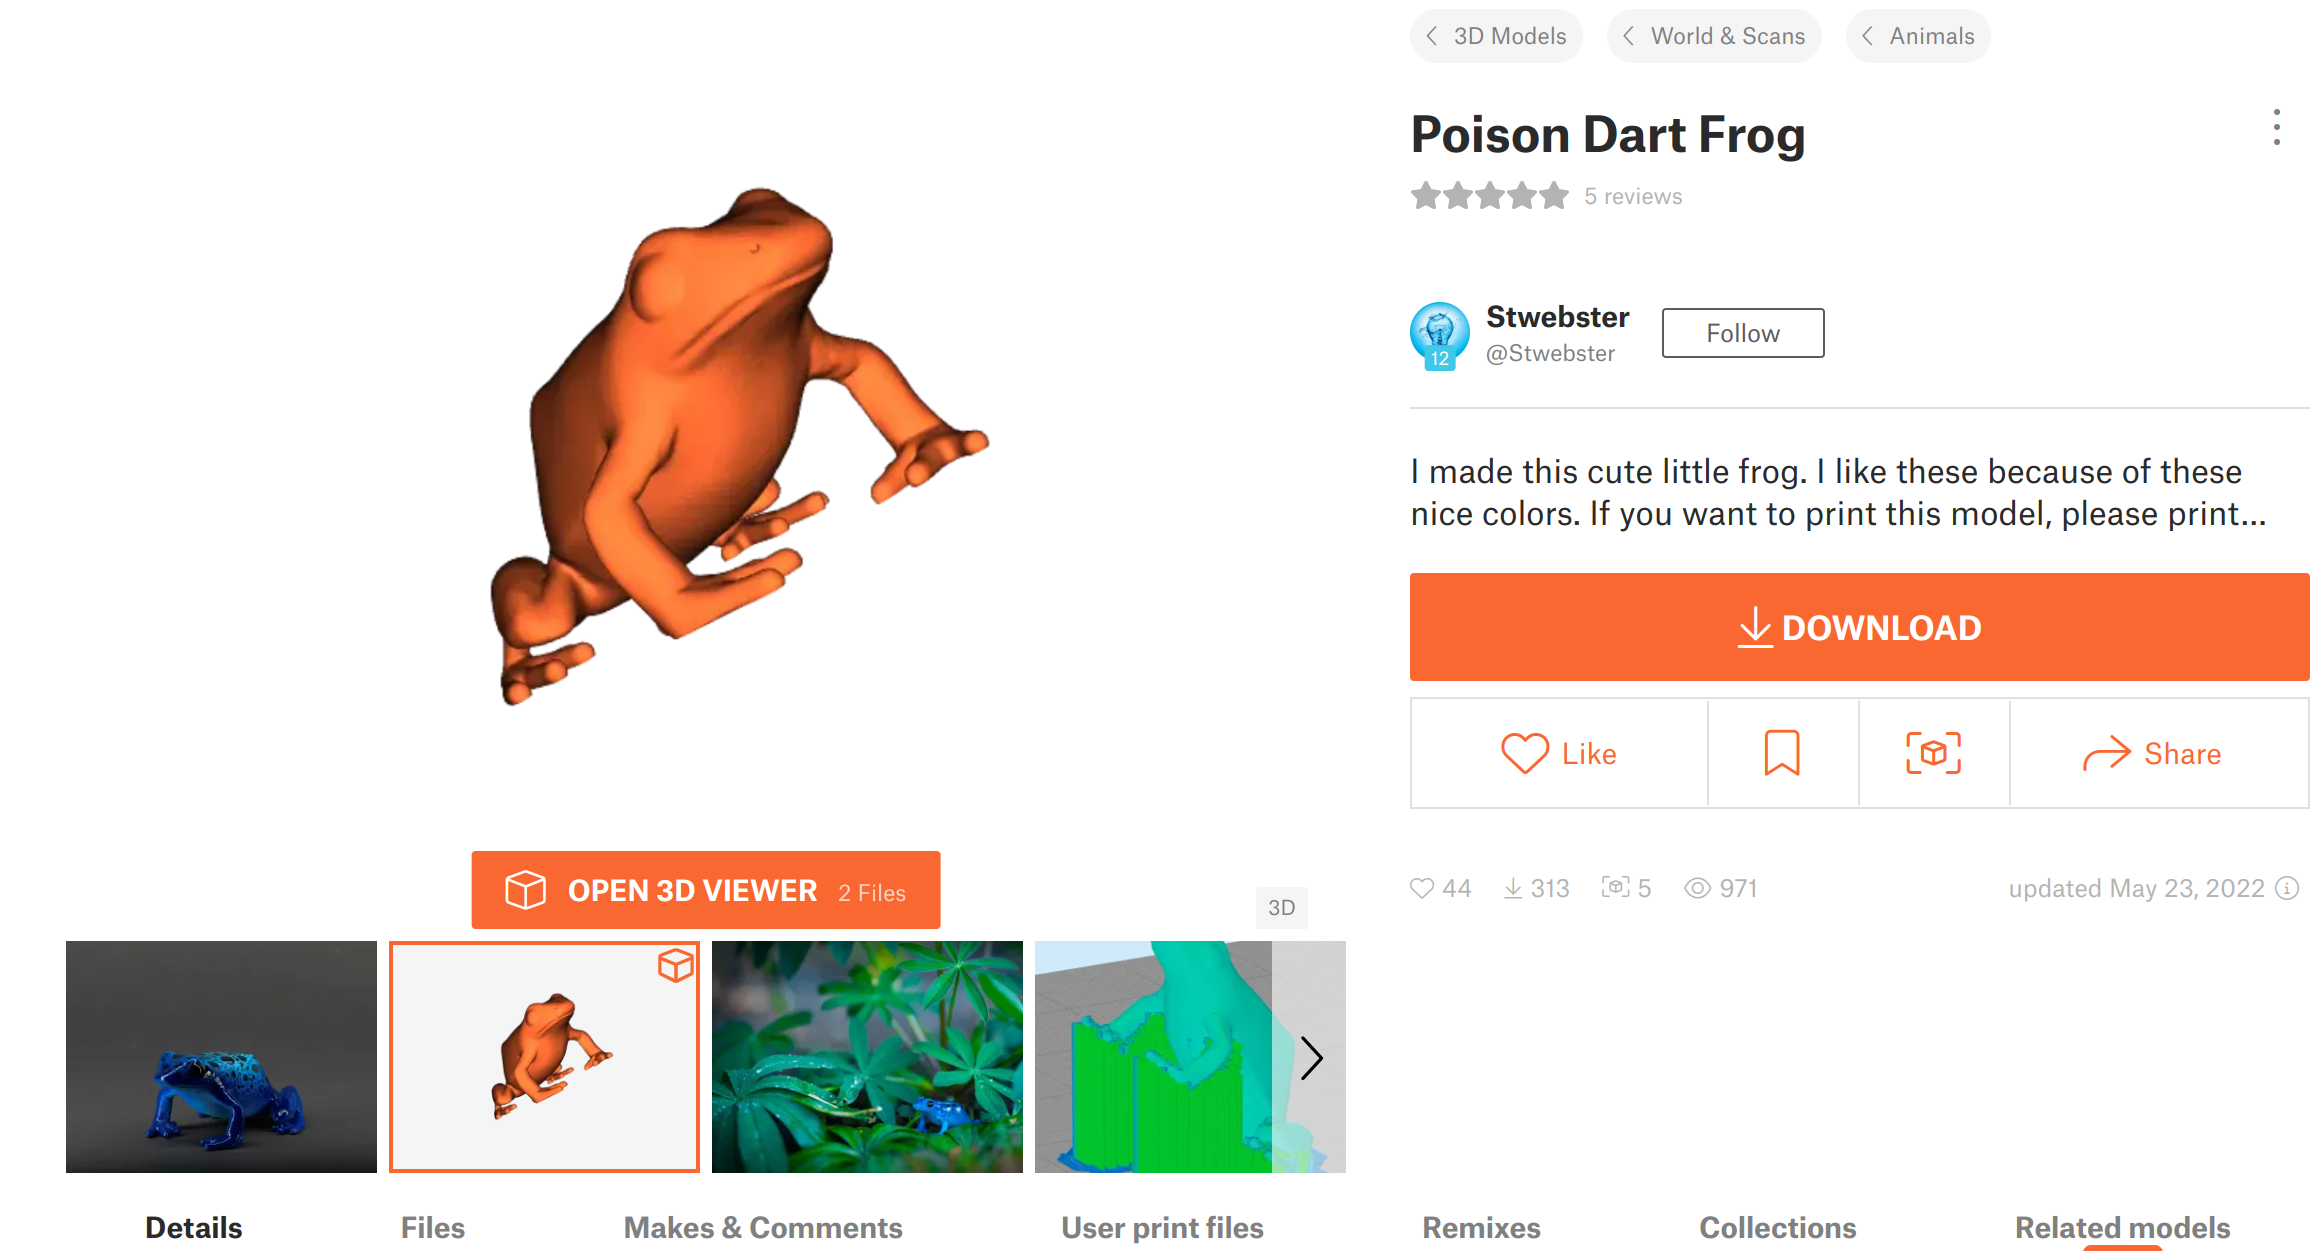 3D Models
World & Scans
Animals
Poison Dart Frog
5 reviews
Stwebster
12
@Stwebster
Follow
I made this cute little frog. I like these because of these
nice colors. If you want to print this model, please print...
DOWNLOAD
Like
Share
44
313
5
971
updated May 23, 2022
OPEN 3D VIEWER 2 Files
3D
Details
Files
Makes & Comments
User print files
Remixes
Collections
Related models